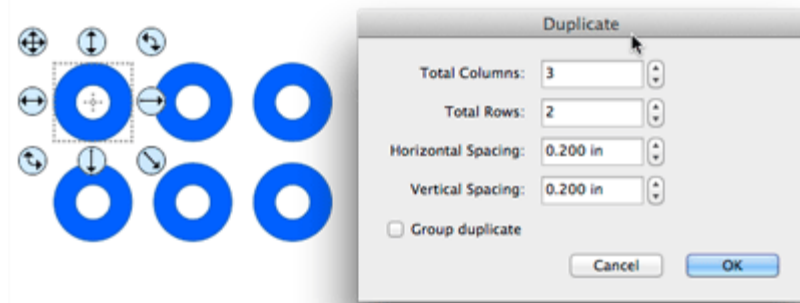 Duplicate
Total Columns: 3
Total Rows: 2
Horizontal Spacing: 0.200 in
Vertical Spacing: 0.200 in
Group duplicate
Cancel OK